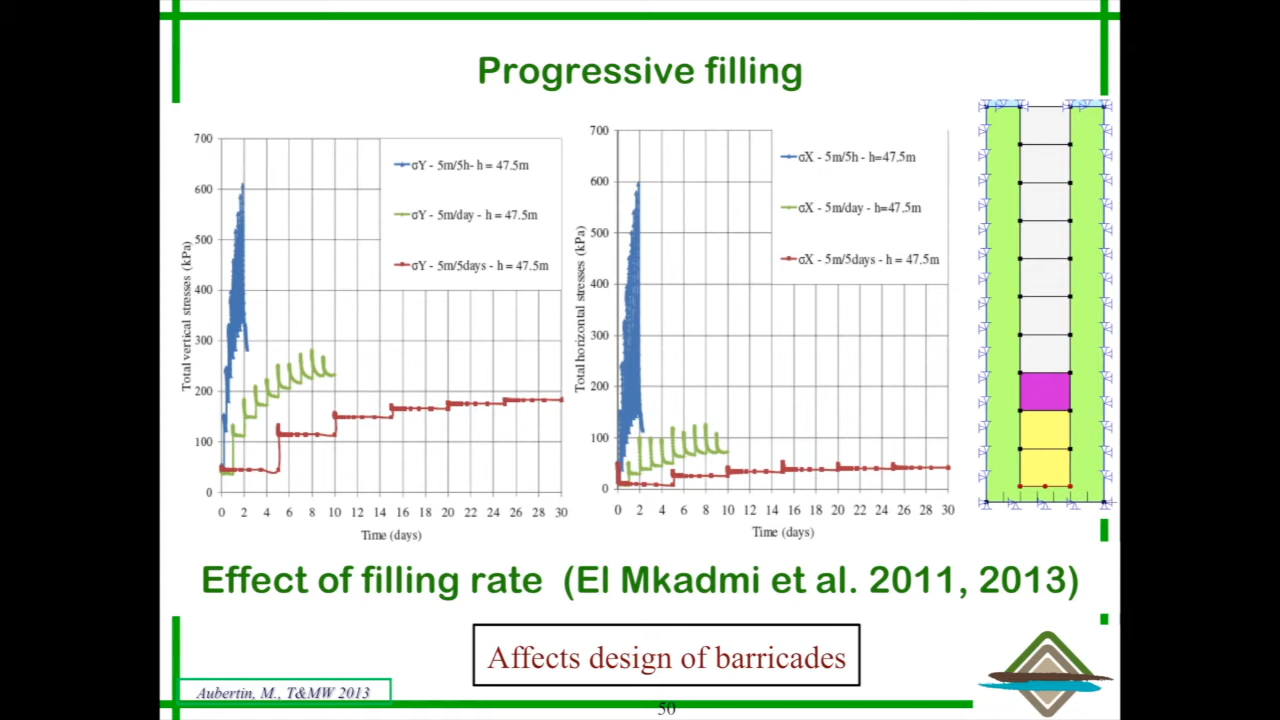 Progressive filling
700
600
500
400
300
200
100
0
Total vertical stresses (kPa)
0 2 4 6 8 10 12 14 16 18 20 22 24 26 28 30
Time (days)
σY - 5m/5h- h = 47.5m
σY - 5m/day - h = 47.5m
σY - 5m/5days - h = 47.5m
700
600
500
400
300
200
100
0
Total horizontal stresses (kPa)
0 2 4 6 8 10 12 14 16 18 20 22 24 26 28 30
Time (days)
σX - 5m/5h - h=47.5m
σX - 5m/day - h=47.5m
σX - 5m/5days - h = 47.5m
Effect of filling rate (El Mkadmi et al. 2011, 2013)
Affects design of barricades
Aubertin, M., T&MW 2013
50